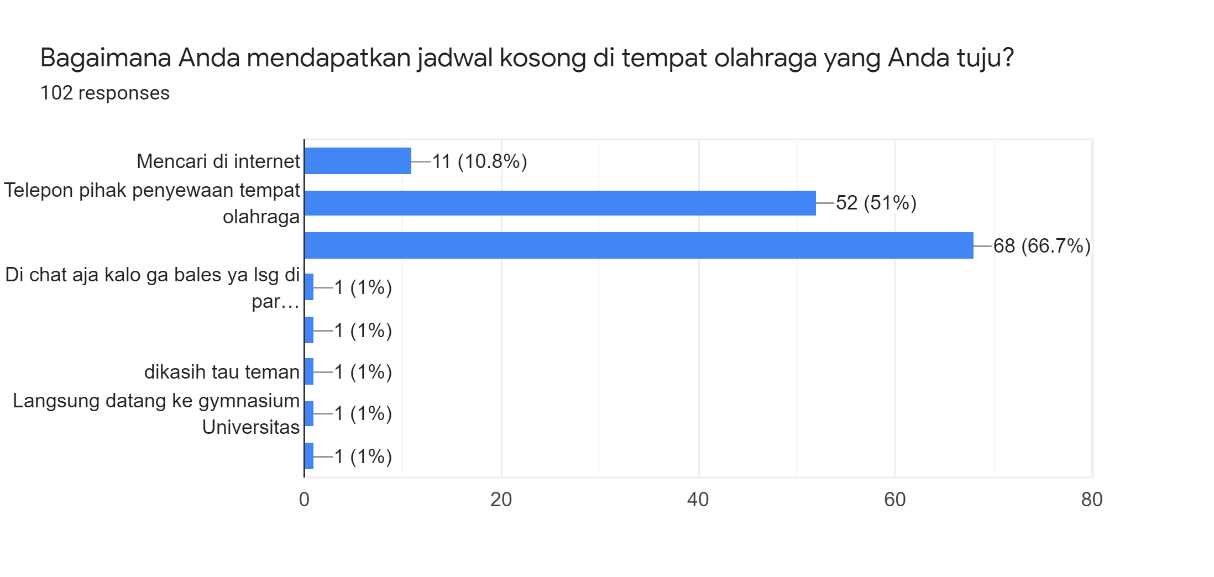 Bagaimana Anda mendapatkan jadwal kosong di tempat olahraga yang Anda tuju?
102 responses
Mencari di internet
11 (10.8%)
Telepon pihak penyewaan tempat
olahraga
52 (51%)
68 (66.7%)
Di chat aja kalo ga bales ya lsg di
par…
1 (1%)
1 (1%)
dikasih tau teman
1 (1%)
Langsung datang ke gymnasium
Universitas
1 (1%)
1 (1%)
0 20 40 60 80